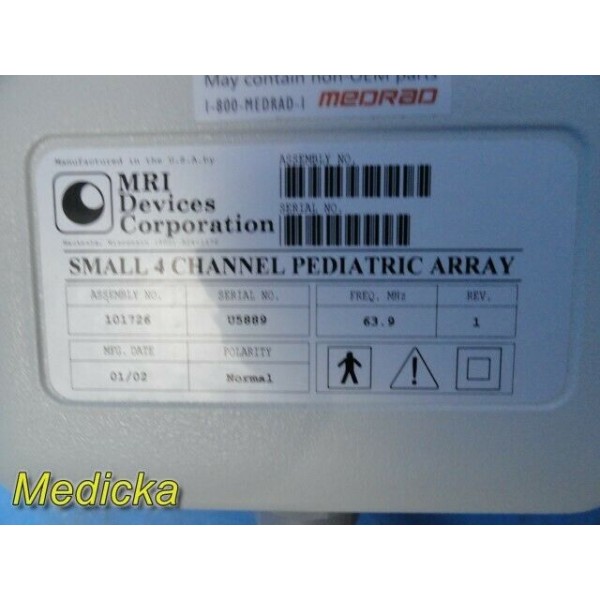 May contain non-OEM parts
1-800-MEDRAD-1 MEDRAD
Manufactured in the U.S.A. by
MRI
Devices
Corporation
ASSEMBLY NO.
SERIAL NO.
SMALL 4 CHANNEL PEDIATRIC ARRAY
ASSEMBLY NO. SERIAL NO. FREQ. MHz REV.
101726 U5889 63.9 1
MFG. DATE POLARITY
01/02 Normal
Medicka